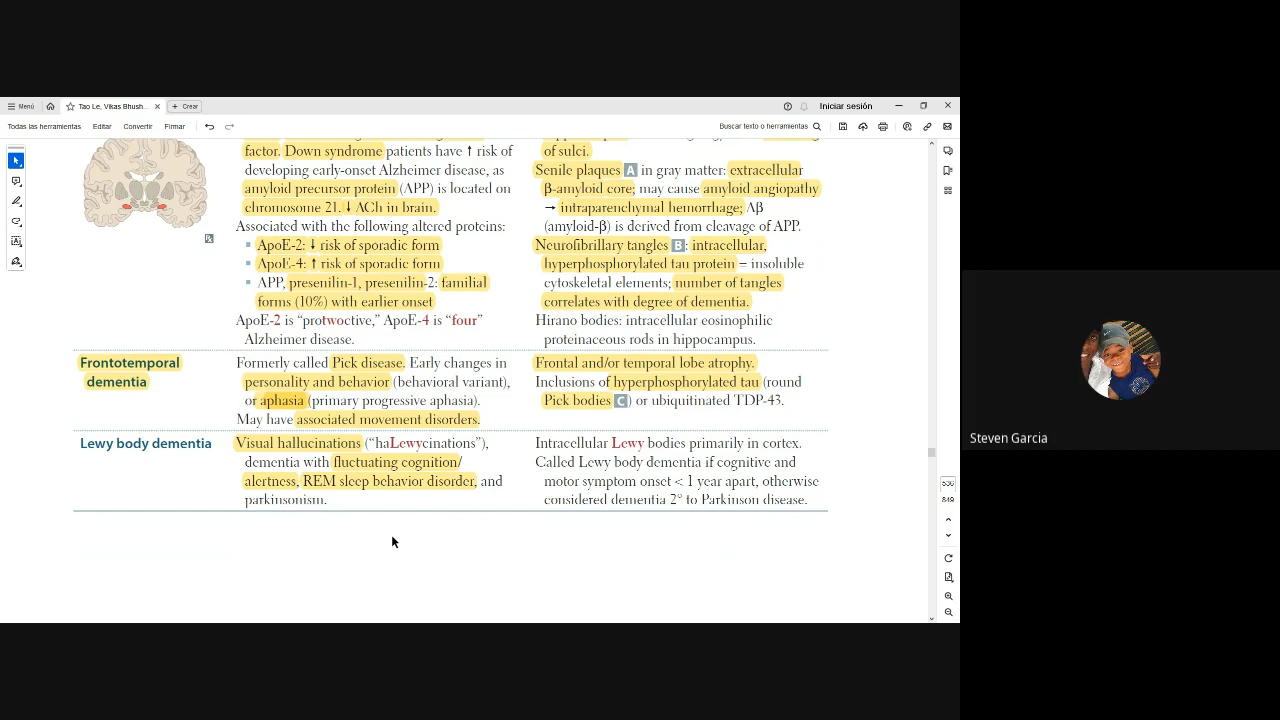 Menú
Tao Le, Vikas Bhush...
Crear
Iniciar sesión
Todas las herramientas
Editar
Convertir
Firmar
Buscar texto o herramientas
factor. Down syndrome patients have ↑ risk of
developing early-onset Alzheimer disease, as
amyloid precursor protein (APP) is located on
chromosome 21. ↓ ACh in brain.
Associated with the following altered proteins:
▪ ApoE-2: ↓ risk of sporadic form
▪ ApoE-4: ↑ risk of sporadic form
▪ APP, presenilin-1, presenilin-2: familial
forms (10%) with earlier onset
ApoE-2 is “protwoctive,” ApoE-4 is “four”
Alzheimer disease.
of sulci.
Senile plaques A in gray matter: extracellular
β-amyloid core; may cause amyloid angiopathy
→ intraparenchymal hemorrhage; Aβ
(amyloid-β) is derived from cleavage of APP.
Neurofibrillary tangles B: intracellular,
hyperphosphorylated tau protein = insoluble
cytoskeletal elements; number of tangles
correlates with degree of dementia.
Hirano bodies: intracellular eosinophilic
proteinaceous rods in hippocampus.
Frontotemporal
dementia
Formerly called Pick disease. Early changes in
personality and behavior (behavioral variant),
or aphasia (primary progressive aphasia).
May have associated movement disorders.
Frontal and/or temporal lobe atrophy.
Inclusions of hyperphosphorylated tau (round
Pick bodies C) or ubiquitinated TDP-43.
Lewy body dementia
Visual hallucinations (“haLewycinations”),
dementia with fluctuating cognition/
alertness, REM sleep behavior disorder, and
parkinsonism.
Intracellular Lewy bodies primarily in cortex.
Called Lewy body dementia if cognitive and
motor symptom onset < 1 year apart, otherwise
considered dementia 2° to Parkinson disease.
536
849
Steven Garcia